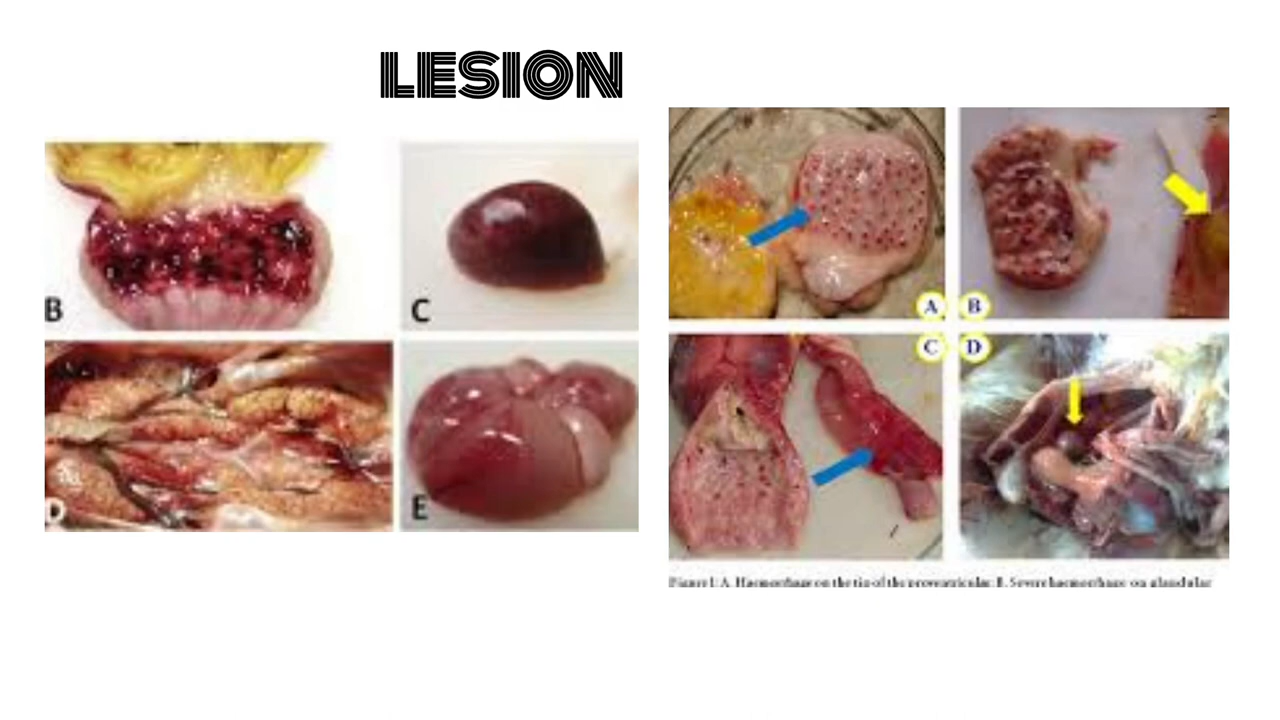 LESION
B
C
D
E
A B
C D
Figure 1: A. Haemorrhage on the tip of the proventricular. B. Severe haemorrhage on glandular